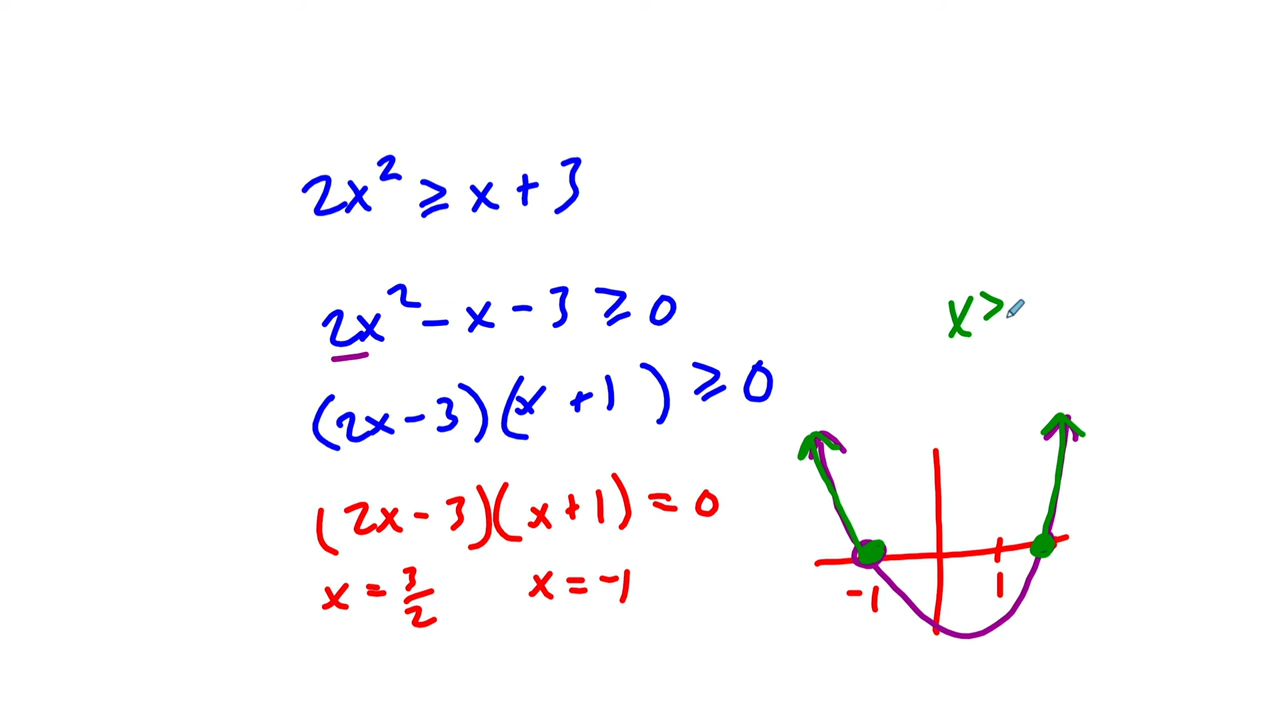 2x² ≥ x + 3
2x² - x - 3 ≥ 0
(2x - 3)(x + 1) ≥ 0
(2x - 3)(x + 1) = 0
x = 3/2 x = -1
x >
-1 1